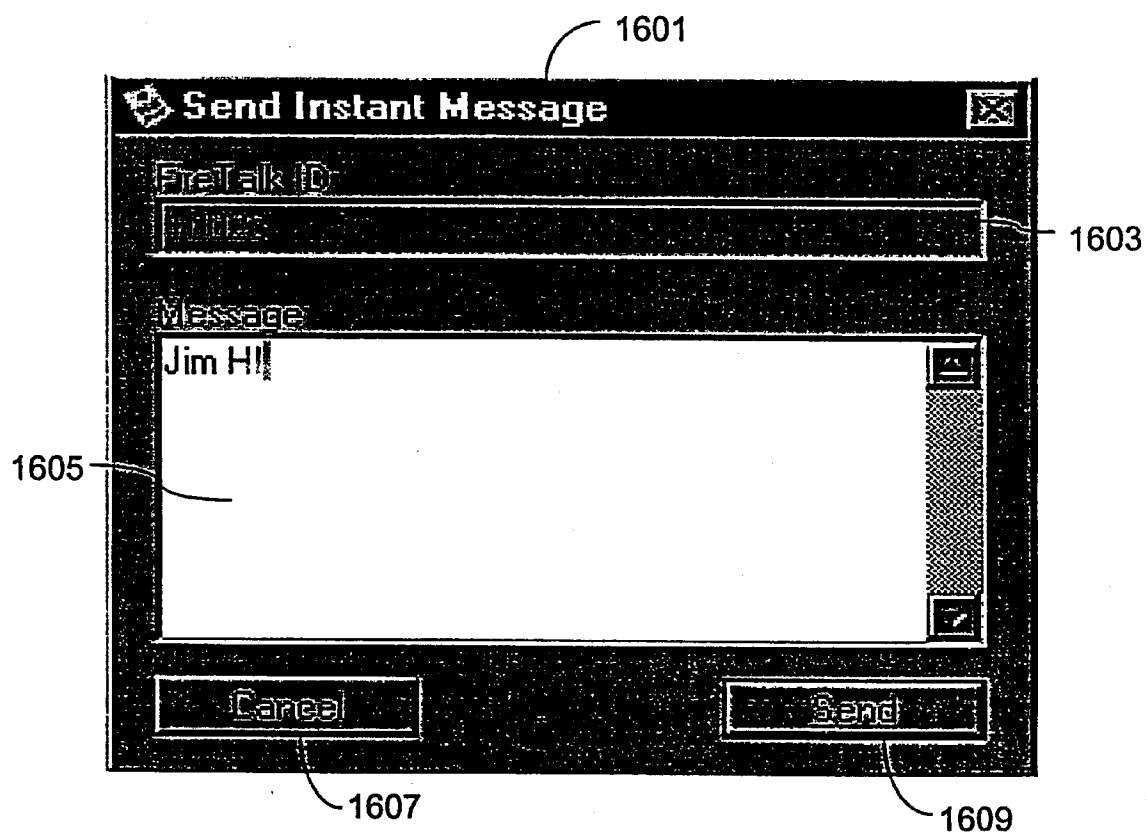 1601
Send Instant Message
FreTalk ID:
1603
Message:
Jim HI
1605
Cancel
Send
1607
1609